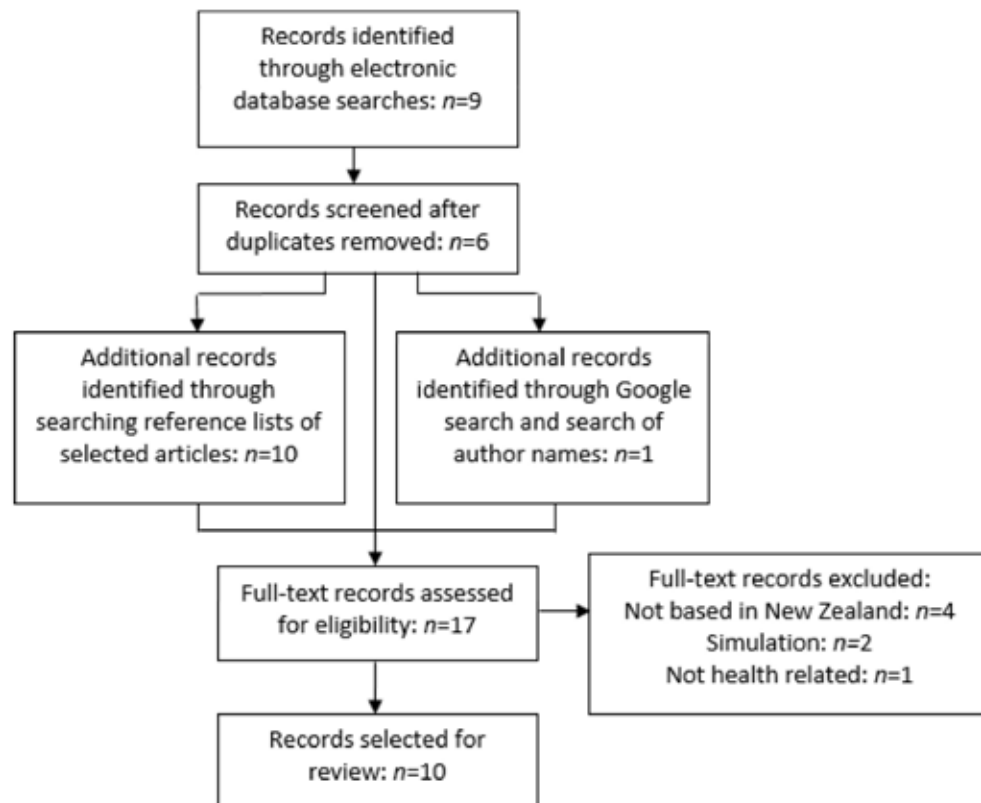 Records identified
through electronic
database searches: n=9
Records screened after
duplicates removed: n=6
Additional records
identified through
searching reference lists of
selected articles: n=10
Additional records
identified through Google
search and search of
author names: n=1
Full-text records assessed
for eligibility: n=17
Full-text records excluded:
Not based in New Zealand: n=4
Simulation: n=2
Not health related: n=1
Records selected for
review: n=10